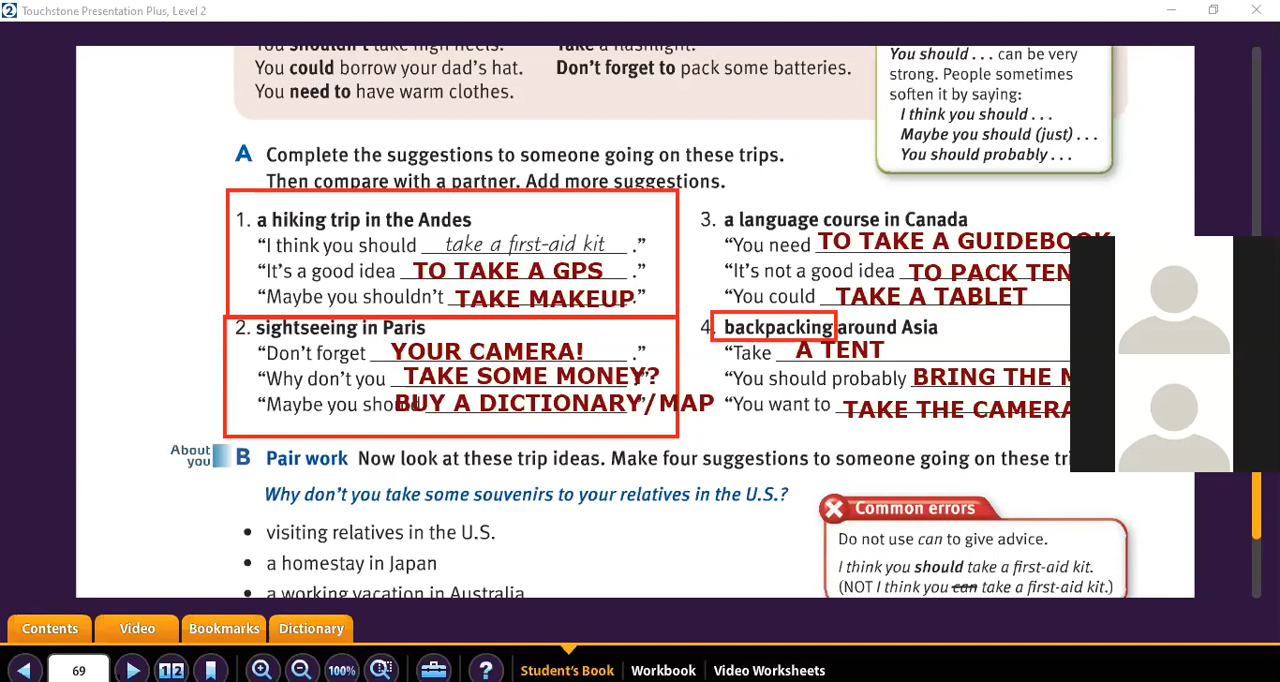 Touchstone Presentation Plus, Level 2
You shouldn't take high heels.
Take a flashlight.
You could borrow your dad's hat.
Don't forget to pack some batteries.
You need to have warm clothes.
You should . . . can be very
strong. People sometimes
soften it by saying:
I think you should . . .
Maybe you should (just) . . .
You should probably . . .
A Complete the suggestions to someone going on these trips.
Then compare with a partner. Add more suggestions.
1. a hiking trip in the Andes
"I think you should take a first-aid kit ."
"It's a good idea TO TAKE A GPS ."
"Maybe you shouldn't TAKE MAKEUP."
2. sightseeing in Paris
"Don't forget YOUR CAMERA! ."
"Why don't you TAKE SOME MONEY?
"Maybe you should BUY A DICTIONARY/MAP
3. a language course in Canada
"You need TO TAKE A GUIDEBOOK
"It's not a good idea TO PACK TEN
"You could TAKE A TABLET
4. backpacking around Asia
"Take A TENT
"You should probably BRING THE M
"You want to TAKE THE CAMERA
About you
B Pair work Now look at these trip ideas. Make four suggestions to someone going on these tri
Why don't you take some souvenirs to your relatives in the U.S.?
• visiting relatives in the U.S.
• a homestay in Japan
• a working vacation in Australia
Common errors
Do not use can to give advice.
I think you should take a first-aid kit.
(NOT I think you can take a first-aid kit.)
Contents
Video
Bookmarks
Dictionary
69
1 2
100%
?
Student's Book
Workbook
Video Worksheets